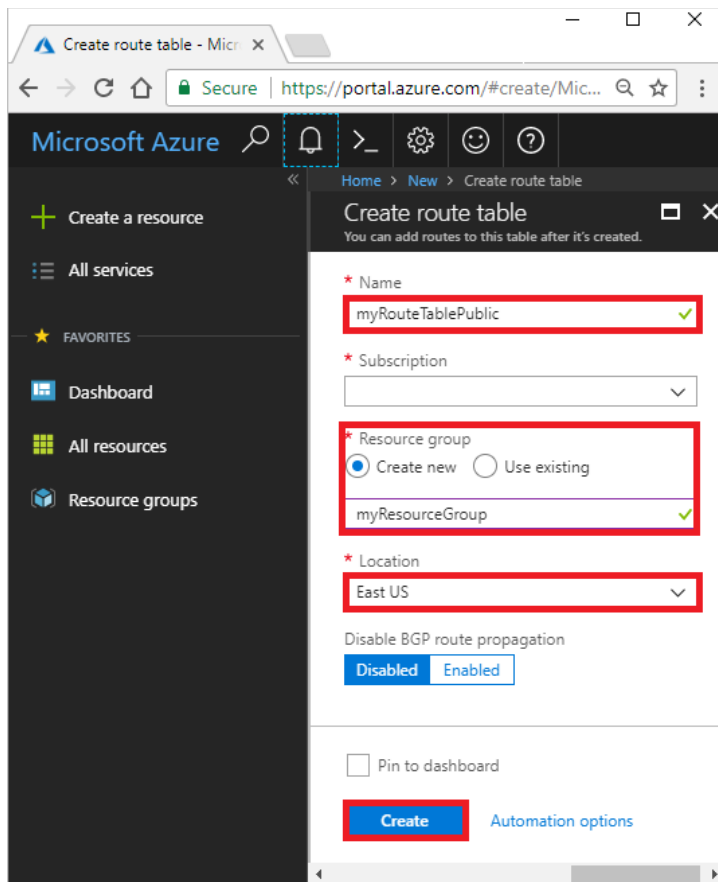 Create route table - Micr
Secure | https://portal.azure.com/#create/Mic...
Microsoft Azure
Home > New > Create route table
Create a resource
All services
FAVORITES
Dashboard
All resources
Resource groups
Create route table
You can add routes to this table after it's created.
* Name
myRouteTablePublic
* Subscription
* Resource group
Create new Use existing
myResourceGroup
* Location
East US
Disable BGP route propagation
Disabled Enabled
Pin to dashboard
Create Automation options